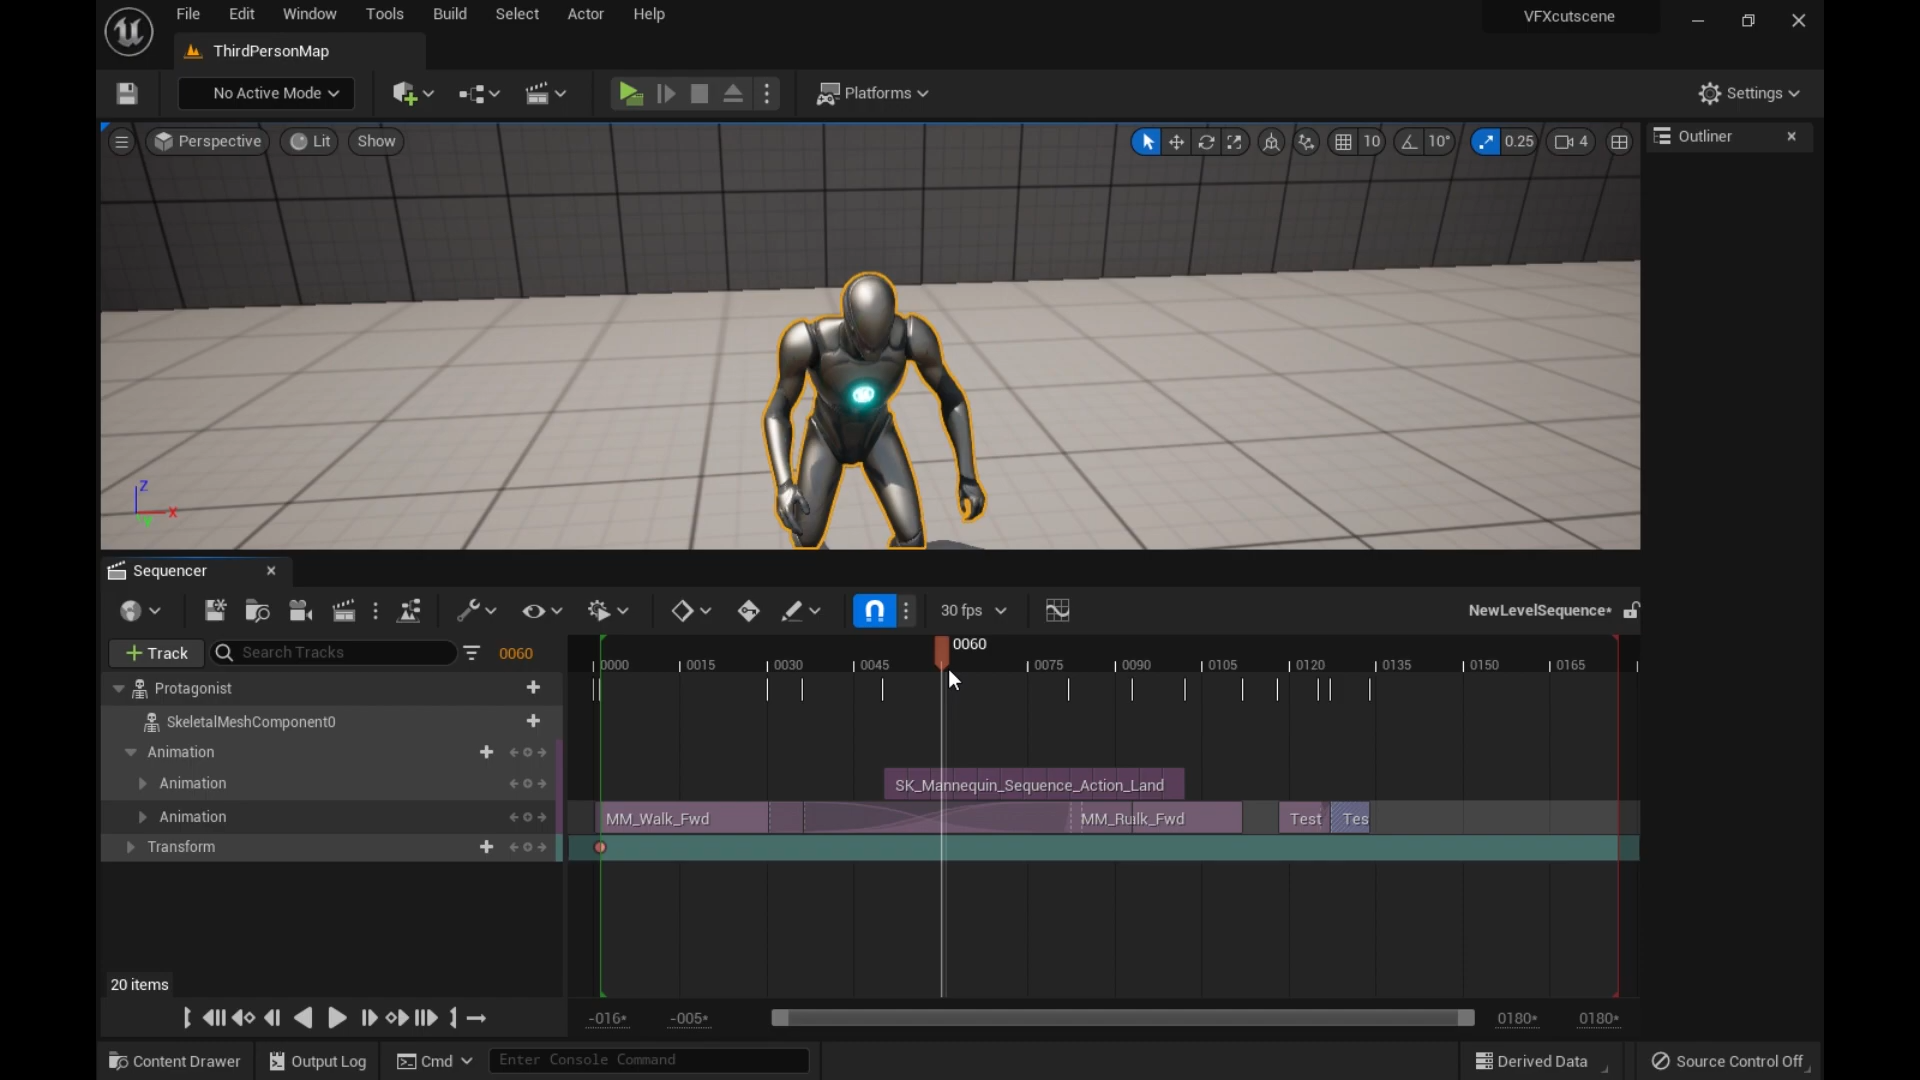 File Edit Window Tools Build Select Actor Help
VFXcutscene
ThirdPersonMap
No Active Mode
Platforms
Settings
Perspective Lit Show
10 10° 0.25 4
Outliner
Z
X
Sequencer
30 fps
NewLevelSequence*
Track
Search Tracks
0060
0060
0000 0015 0030 0045 0075 0090 0105 0120 0135 0150 0165
Protagonist
SkeletalMeshComponent0
Animation
Animation
SK_Mannequin_Sequence_Action_Land
Animation
MM_Walk_Fwd
Test
Tes
Transform
20 items
-016* -005* 0180* 0180*
Content Drawer
Output Log
Cmd
Enter Console Command
Derived Data
Source Control Off